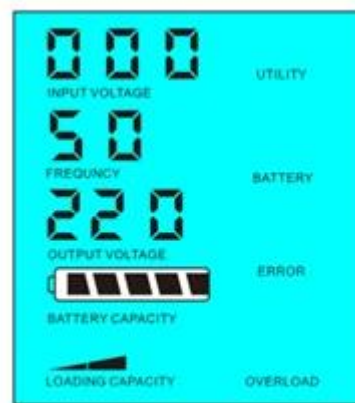 000
UTILITY
INPUT VOLTAGE
50
FREQUNCY
BATTERY
220
OUTPUT VOLTAGE
ERROR
BATTERY CAPACITY
LOADING CAPACITY
OVERLOAD